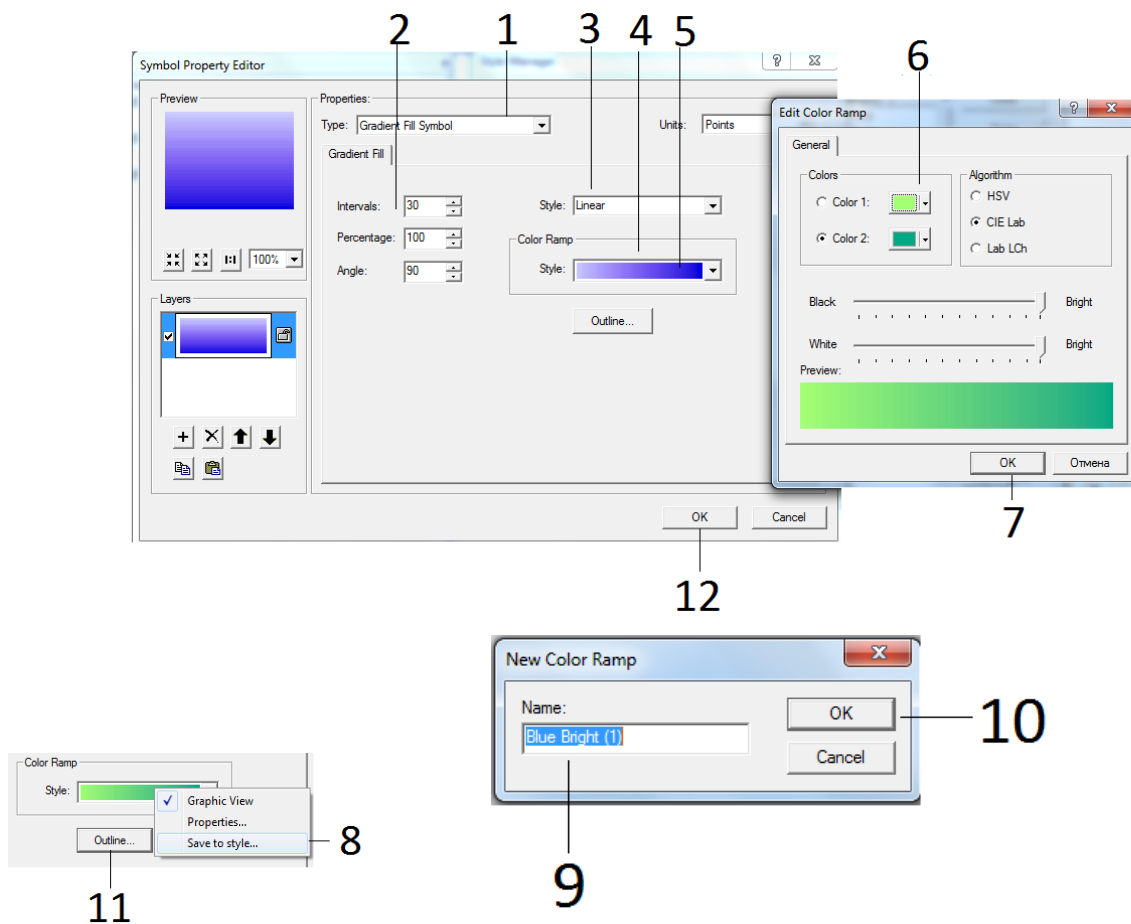 1
2
3
4
5
6
Symbol Property Editor
Style Manager
Preview
100%
Layers
Properties:
Type: Gradient Fill Symbol
Units: Points
Gradient Fill
Intervals: 30
Style: Linear
Percentage: 100
Color Ramp
Angle: 90
Style:
Outline...
OK
Cancel
12
Edit Color Ramp
General
Colors
Color 1:
Color 2:
Algorithm
HSV
CIE Lab
Lab LCh
Black
Bright
White
Bright
Preview:
OK
Отмена
7
Color Ramp
Style:
Graphic View
Properties...
Save to style...
Outline...
8
11
New Color Ramp
Name:
Blue Bright (1)
OK
Cancel
9
10